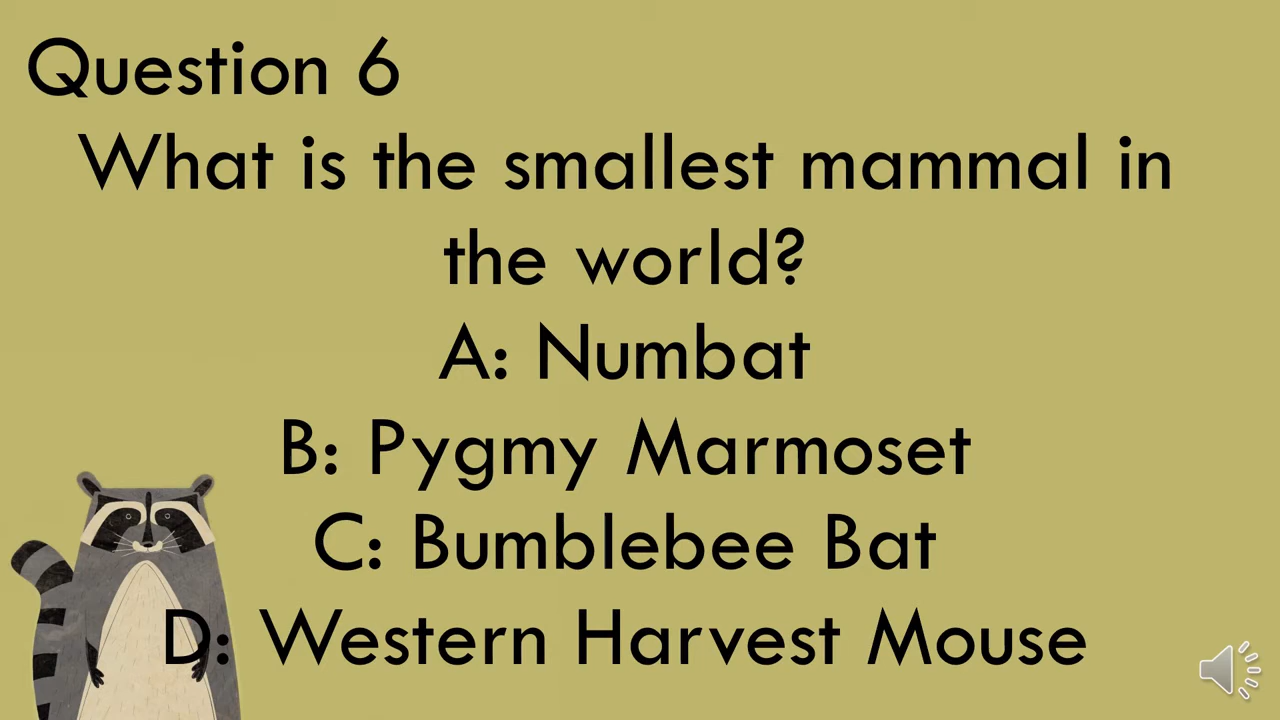 Question 6
What is the smallest mammal in
the world?
A: Numbat
B: Pygmy Marmoset
C: Bumblebee Bat
D: Western Harvest Mouse